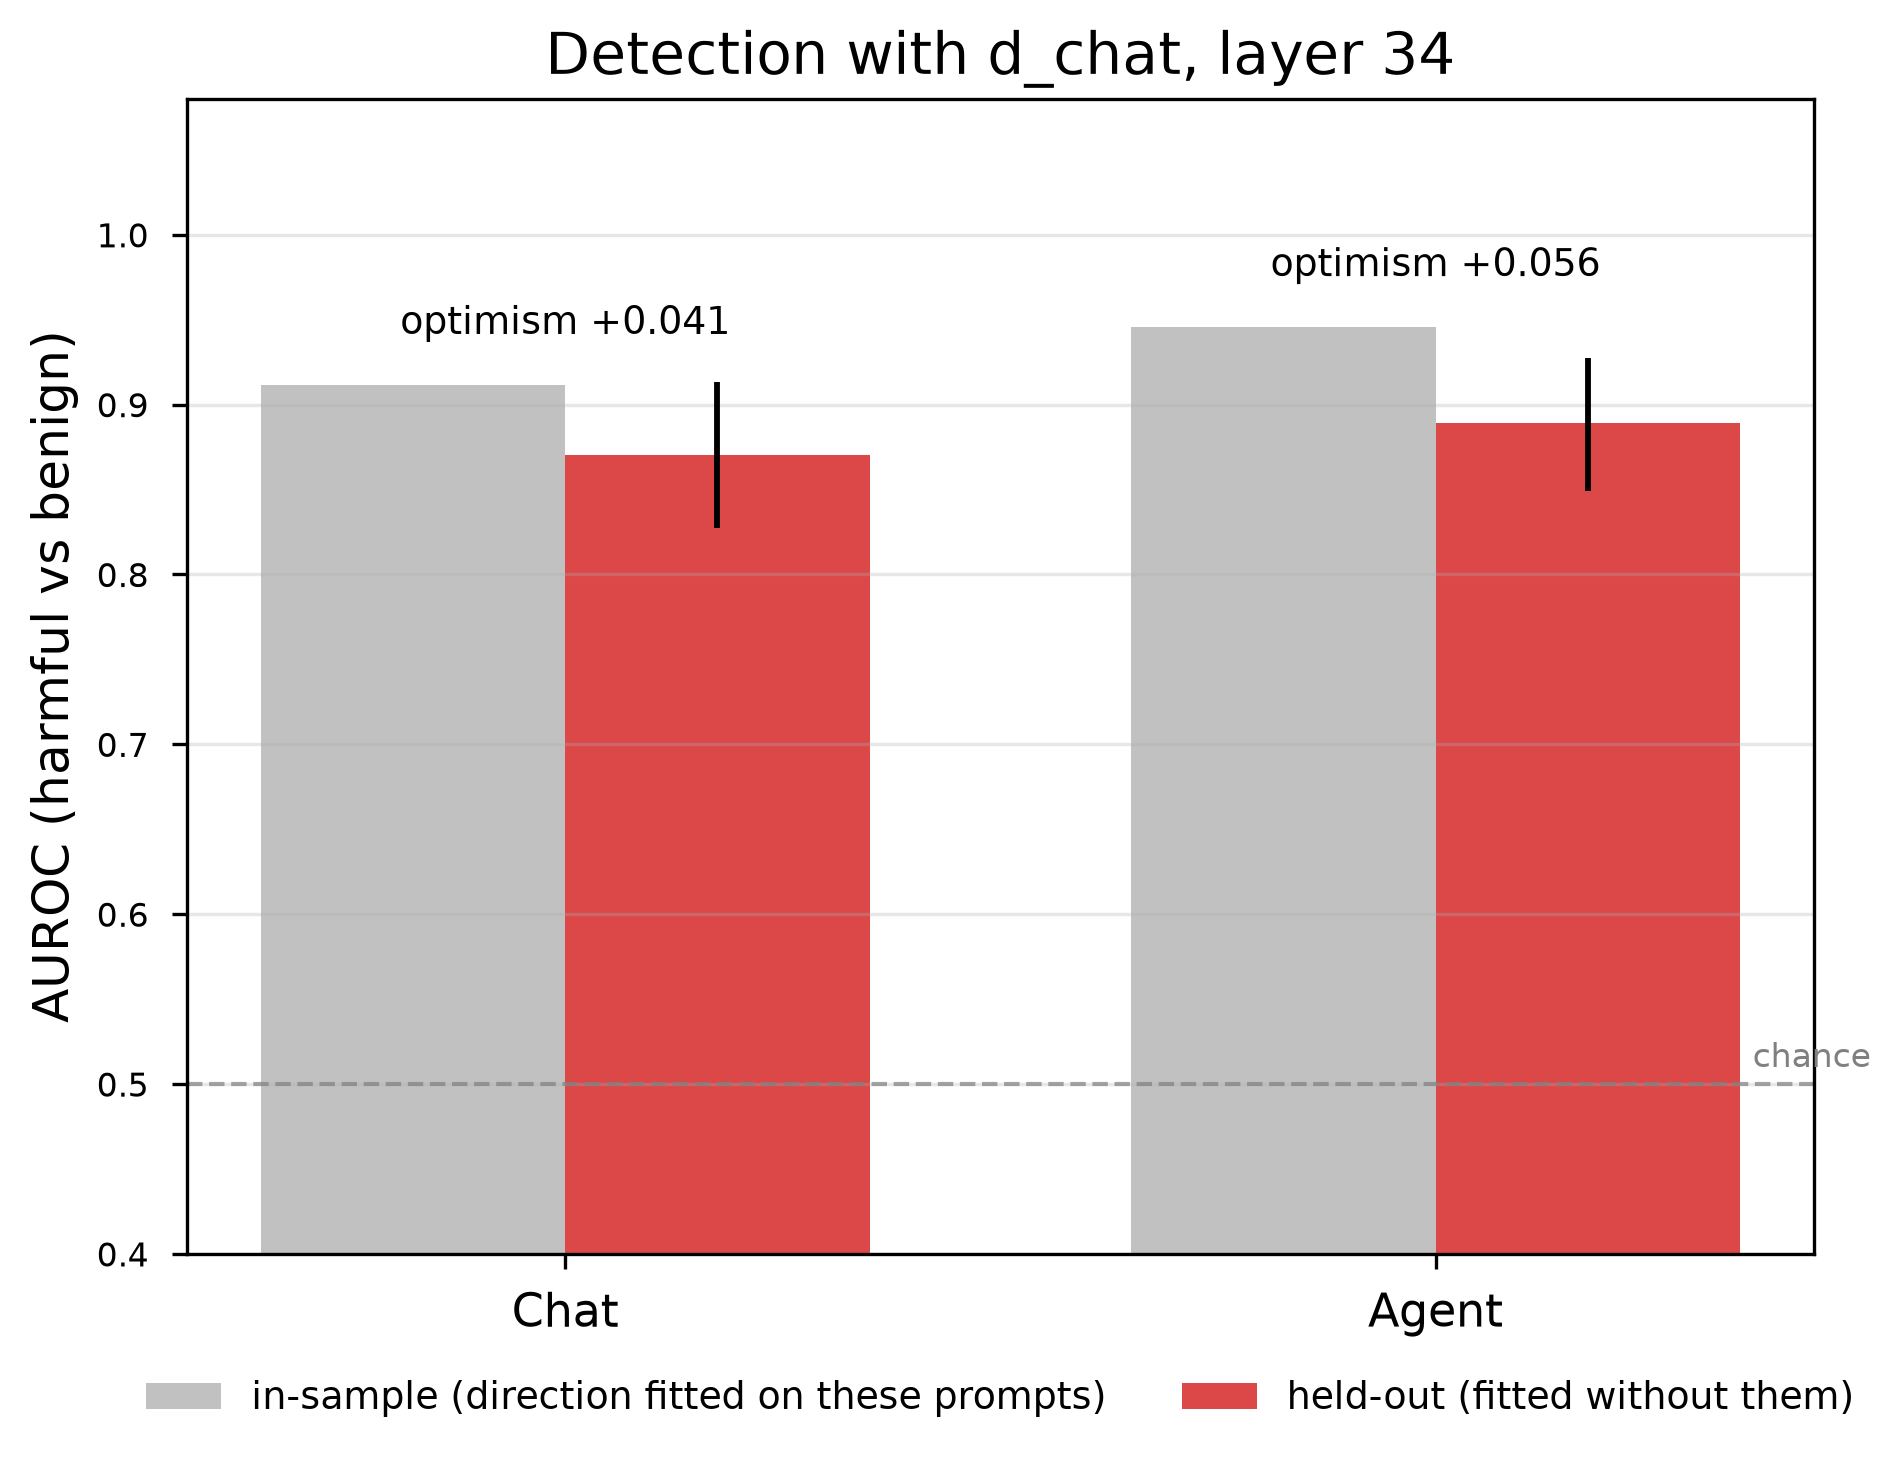 Detection with d_chat, layer 34
AUROC (harmful vs benign)
1.0
0.9
0.8
0.7
0.6
0.5
0.4
optimism +0.041
optimism +0.056
chance
Chat
Agent
in-sample (direction fitted on these prompts)
held-out (fitted without them)